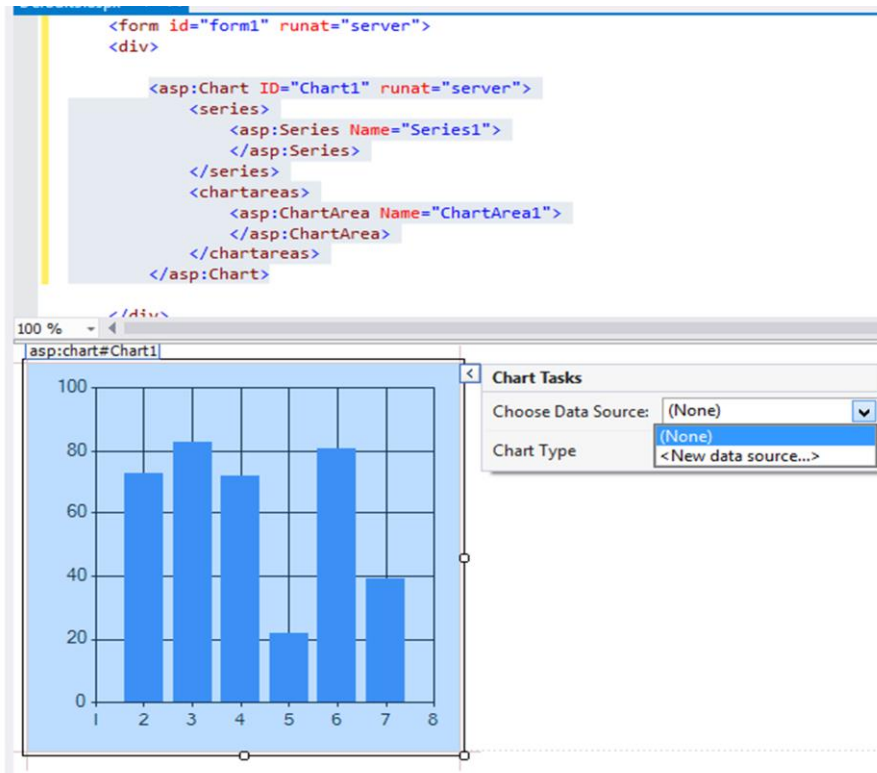 <form id="form1" runat="server">
<div>
<asp:Chart ID="Chart1" runat="server">
<series>
<asp:Series Name="Series1">
</asp:Series>
</series>
<chartareas>
<asp:ChartArea Name="ChartArea1">
</asp:ChartArea>
</chartareas>
</asp:Chart>
</div>
100 %
asp:chart#Chart1
Chart Tasks
Choose Data Source: (None)
(None)
<New data source...>
Chart Type
100
80
60
40
20
0
1 2 3 4 5 6 7 8